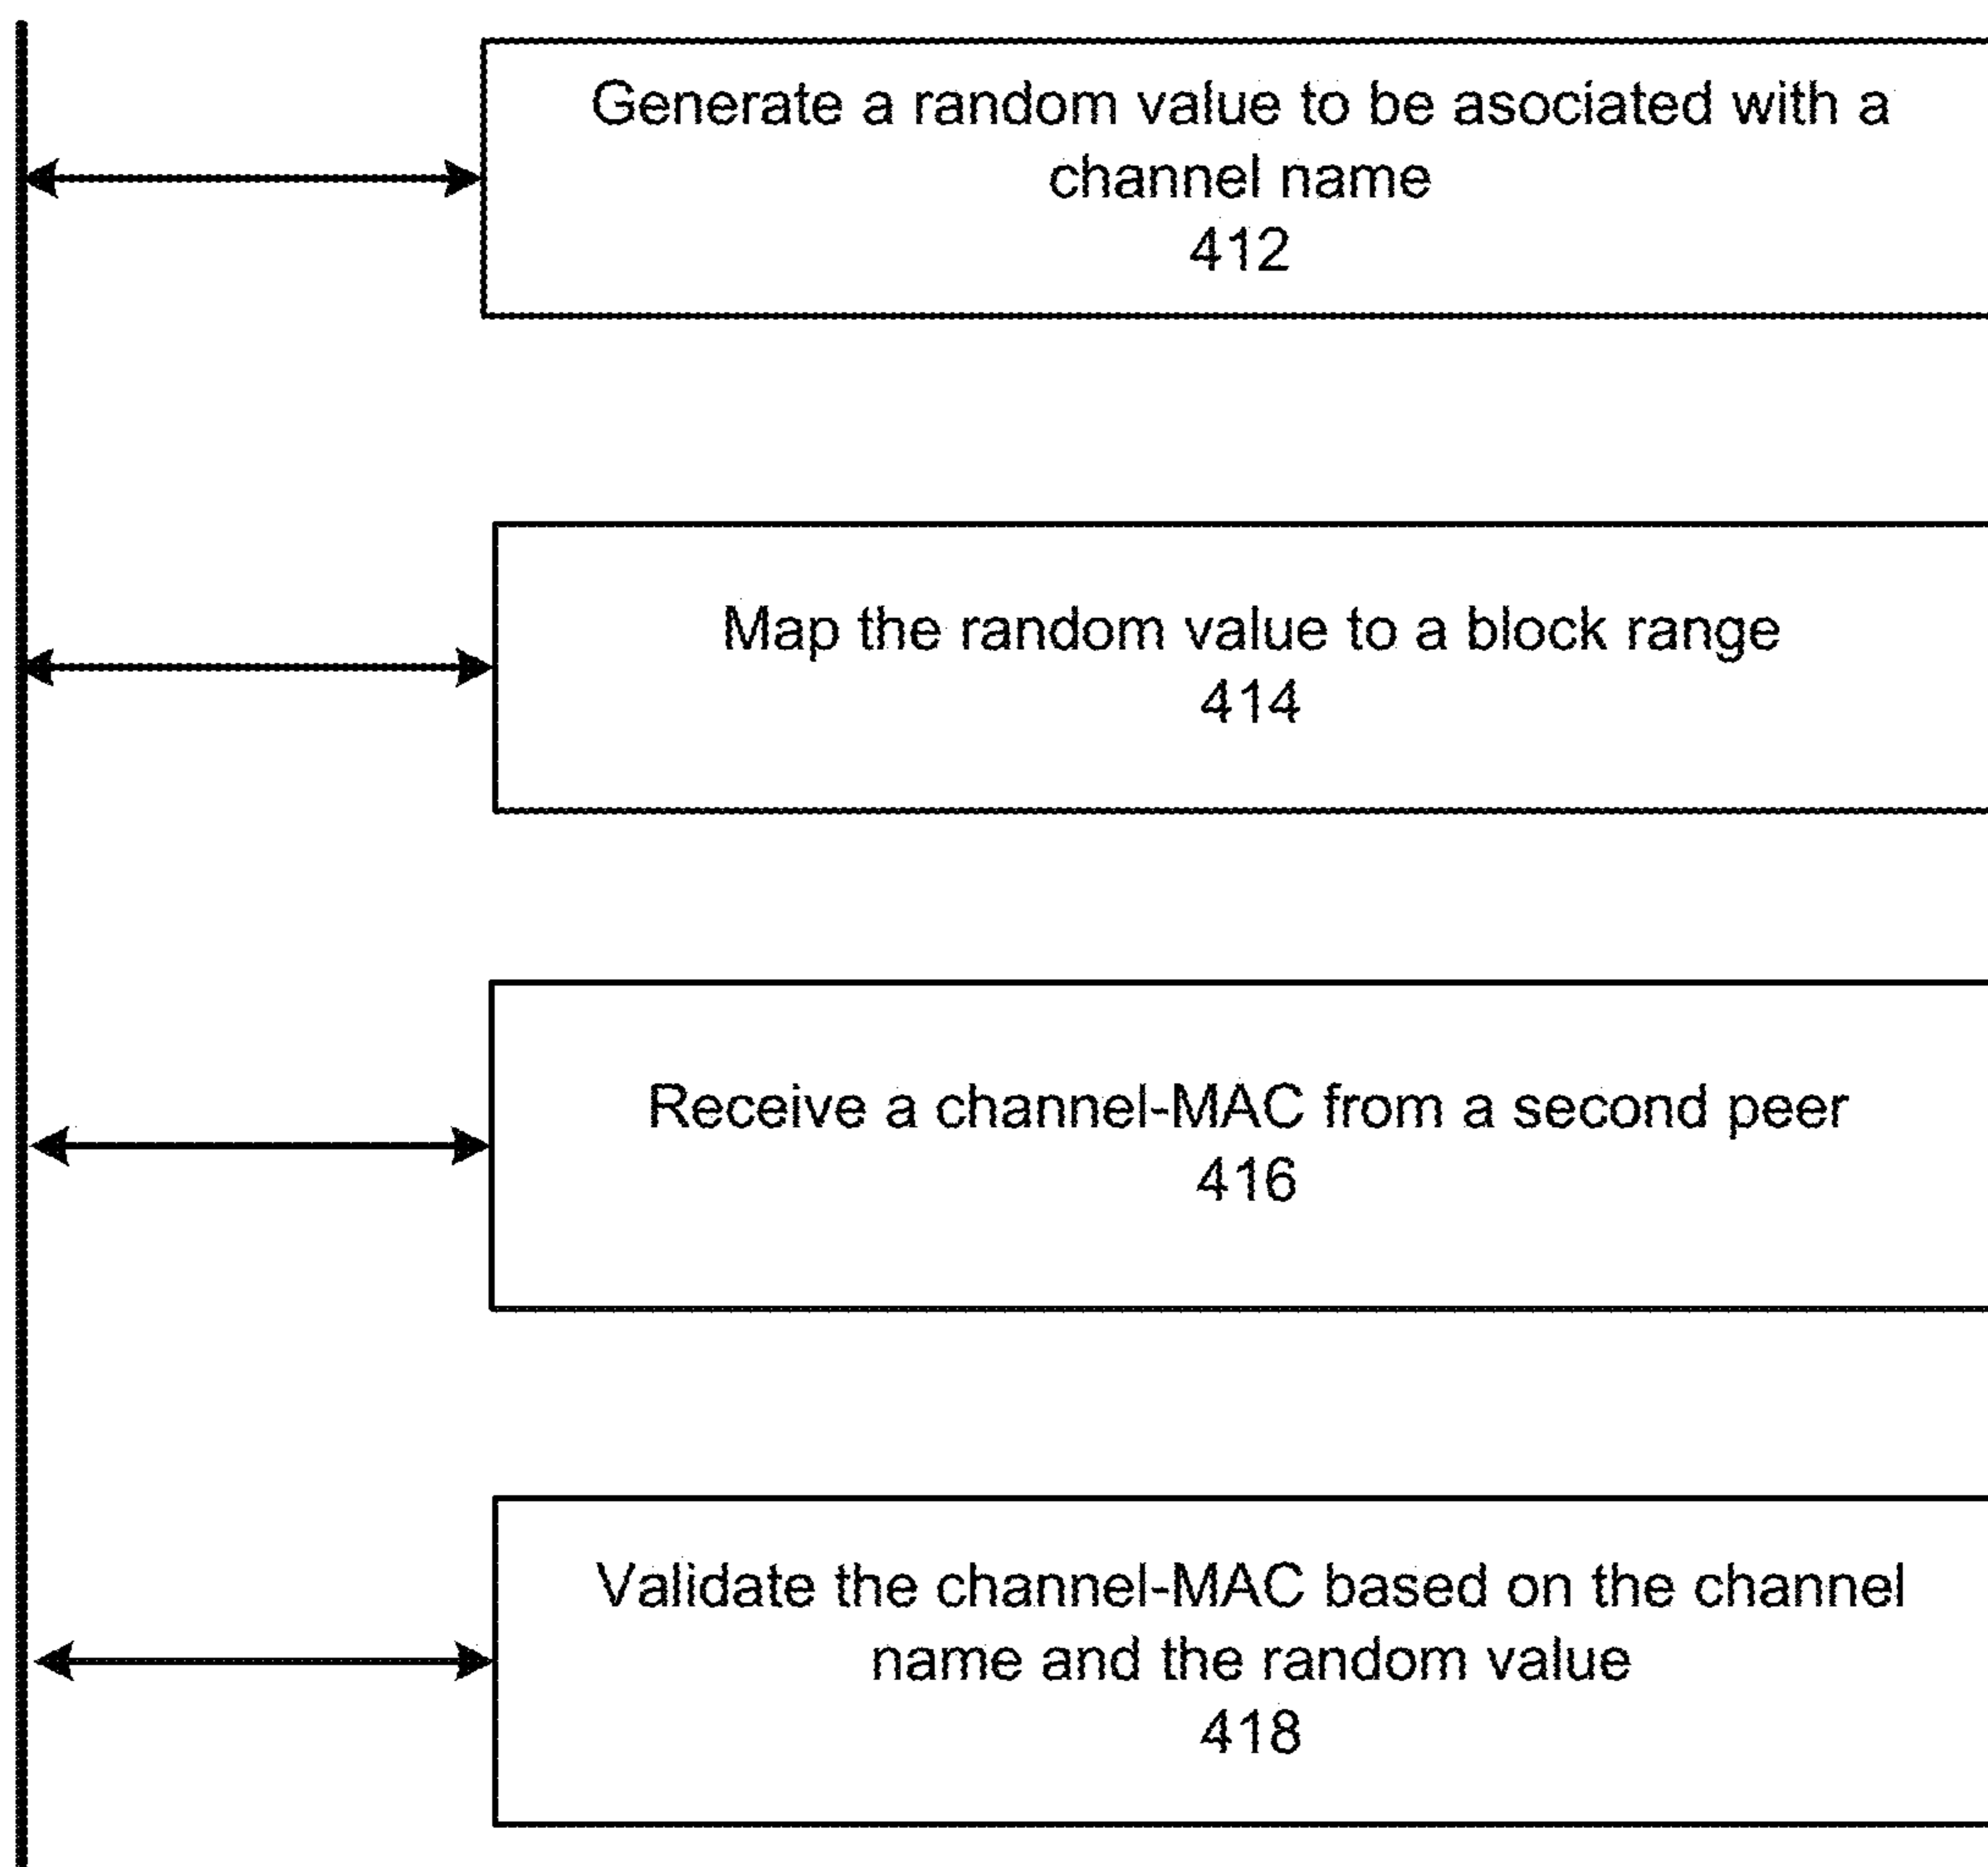 Generate a random value to be asociated with a
channel name
412
Map the random value to a block range
414
Receive a channel-MAC from a second peer
416
Validate the channel-MAC based on the channel
name and the random value
418